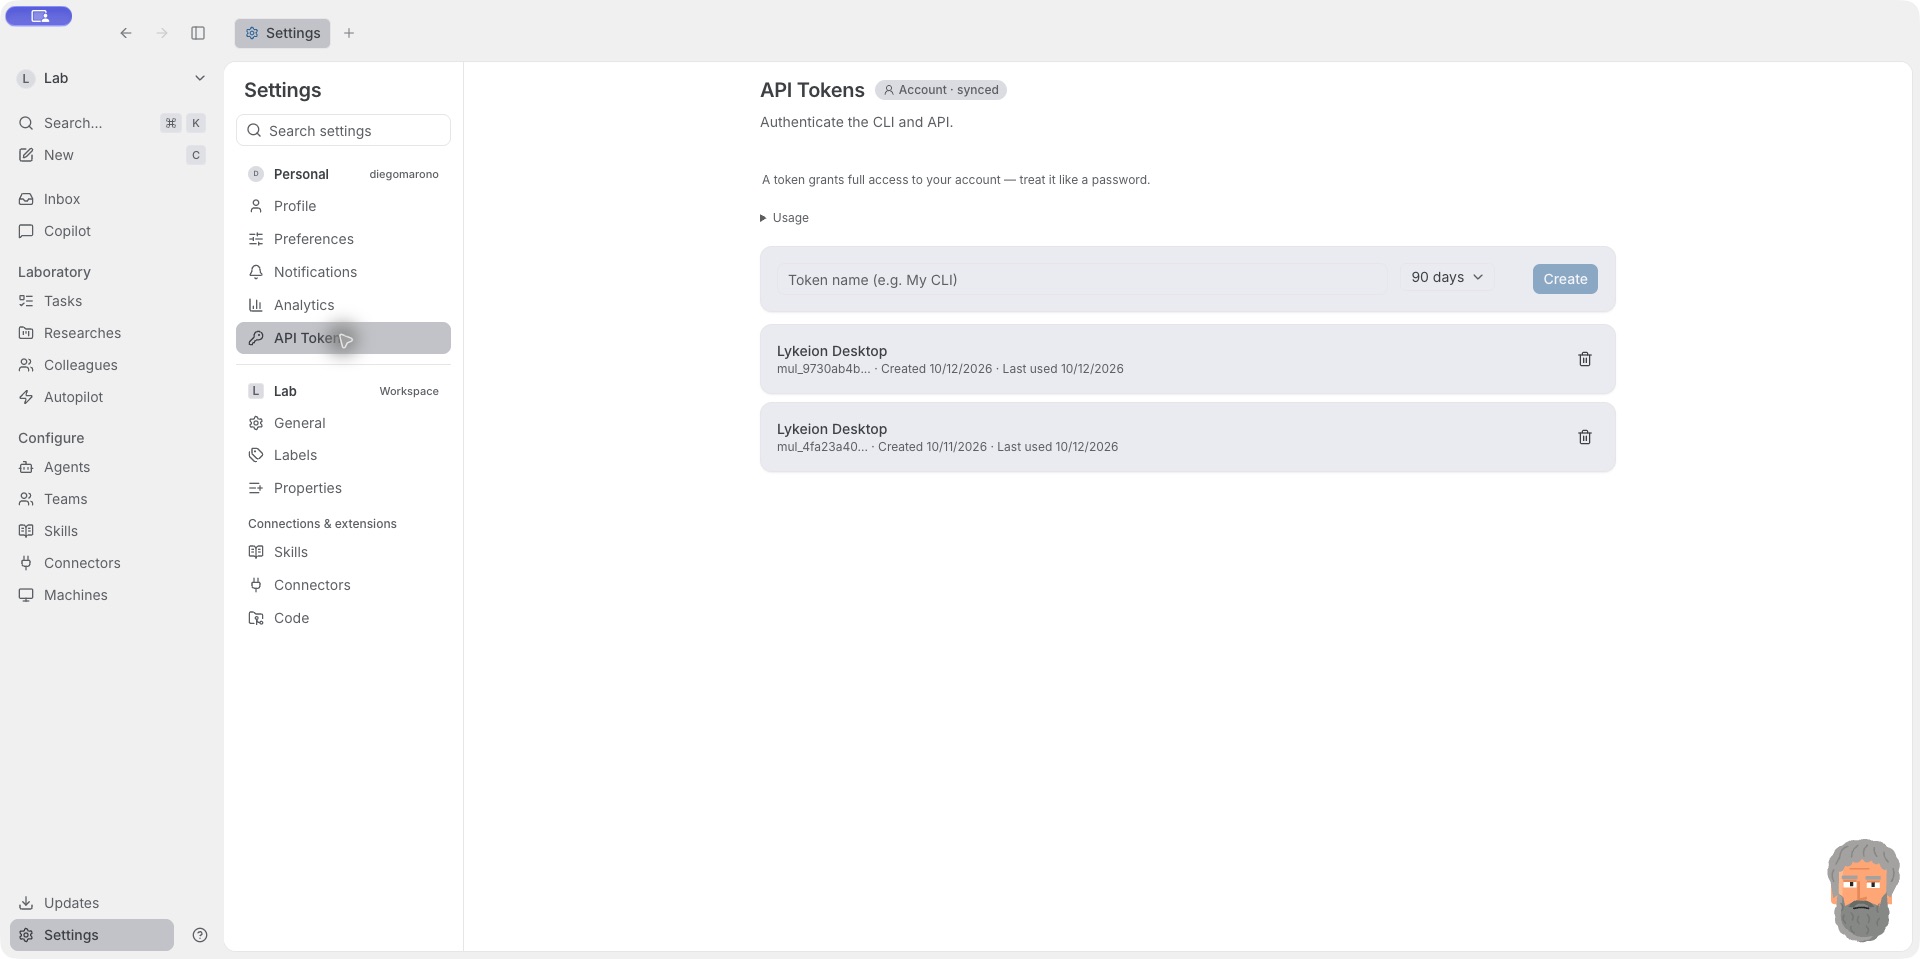 Settings
L Lab
Search... ⌘ K
New C
Inbox
Copilot
Laboratory
Tasks
Researches
Colleagues
Autopilot
Configure
Agents
Teams
Skills
Connectors
Machines
Updates
Settings
Settings
Search settings
D Personal diegomarono
Profile
Preferences
Notifications
Analytics
API Token
L Lab Workspace
General
Labels
Properties
Connections & extensions
Skills
Connectors
Code
API Tokens Account · synced
Authenticate the CLI and API.
A token grants full access to your account — treat it like a password.
Usage
Token name (e.g. My CLI) 90 days Create
Lykeion Desktop
mul_9730ab4b... · Created 10/12/2026 · Last used 10/12/2026
Lykeion Desktop
mul_4fa23a40... · Created 10/11/2026 · Last used 10/12/2026